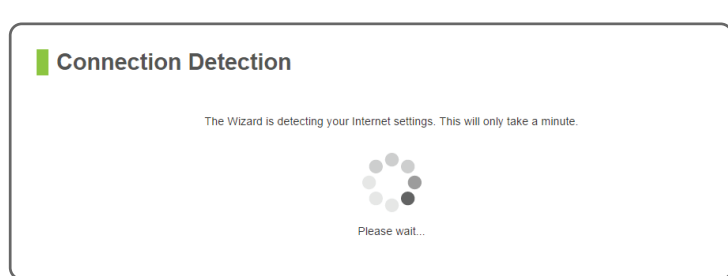 Connection Detection
The Wizard is detecting your Internet settings. This will only take a minute.
Please wait...